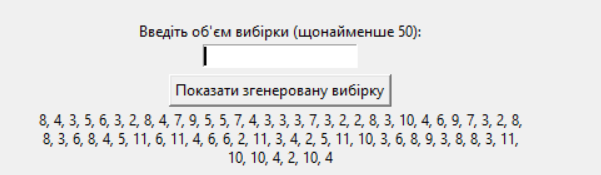 Введіть об'єм вибірки (щонайменше 50):
Показати згенеровану вибірку
8, 4, 3, 5, 6, 3, 2, 8, 4, 7, 9, 5, 5, 7, 4, 3, 3, 3, 7, 3, 2, 2, 8, 3, 10, 4, 6, 9, 7, 3, 2, 8,
8, 3, 6, 8, 4, 5, 11, 6, 11, 4, 6, 6, 2, 11, 3, 4, 2, 5, 11, 10, 3, 6, 8, 9, 3, 8, 8, 3, 11,
10, 10, 4, 2, 10, 4